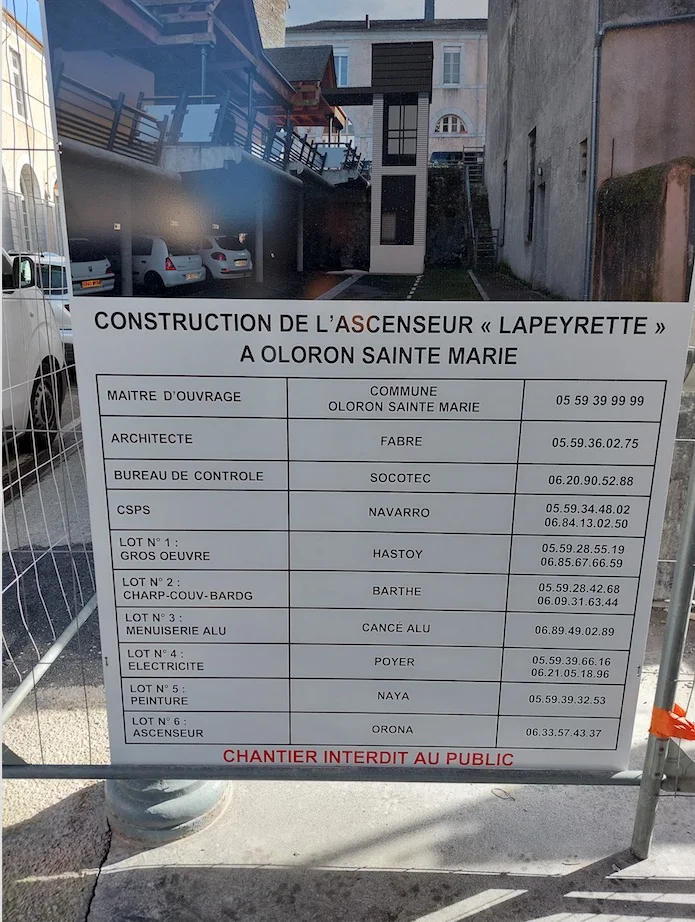 CONSTRUCTION DE L'ASCENSEUR « LAPEYRETTE »
A OLORON SAINTE MARIE
MAITRE D'OUVRAGE
COMMUNE
OLORON SAINTE MARIE
05 59 39 99 99
ARCHITECTE
FABRE
05.59.36.02.75
BUREAU DE CONTROLE
SOCOTEC
06.20.90.52.88
CSPS
NAVARRO
05.59.34.48.02
06.84.13.02.50
LOT N° 1 :
GROS OEUVRE
HASTOY
05.59.28.55.19
06.85.67.66.59
LOT N° 2 :
CHARP-COUV-BARDG
BARTHE
05.59.28.42.68
06.09.31.63.44
LOT N° 3 :
MENUISERIE ALU
CANCE ALU
06.89.49.02.89
LOT N° 4 :
ELECTRICITE
POYER
05.59.39.66.16
06.21.05.18.96
LOT N° 5 :
PEINTURE
NAYA
05.59.39.32.53
LOT N° 6 :
ASCENSEUR
ORONA
06.33.57.43.37
CHANTIER INTERDIT AU PUBLIC